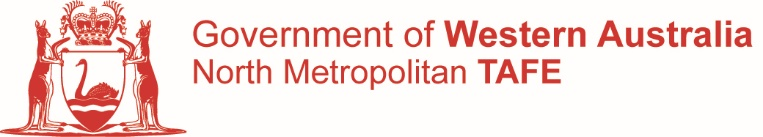 Government of Western Australia
North Metropolitan TAFE